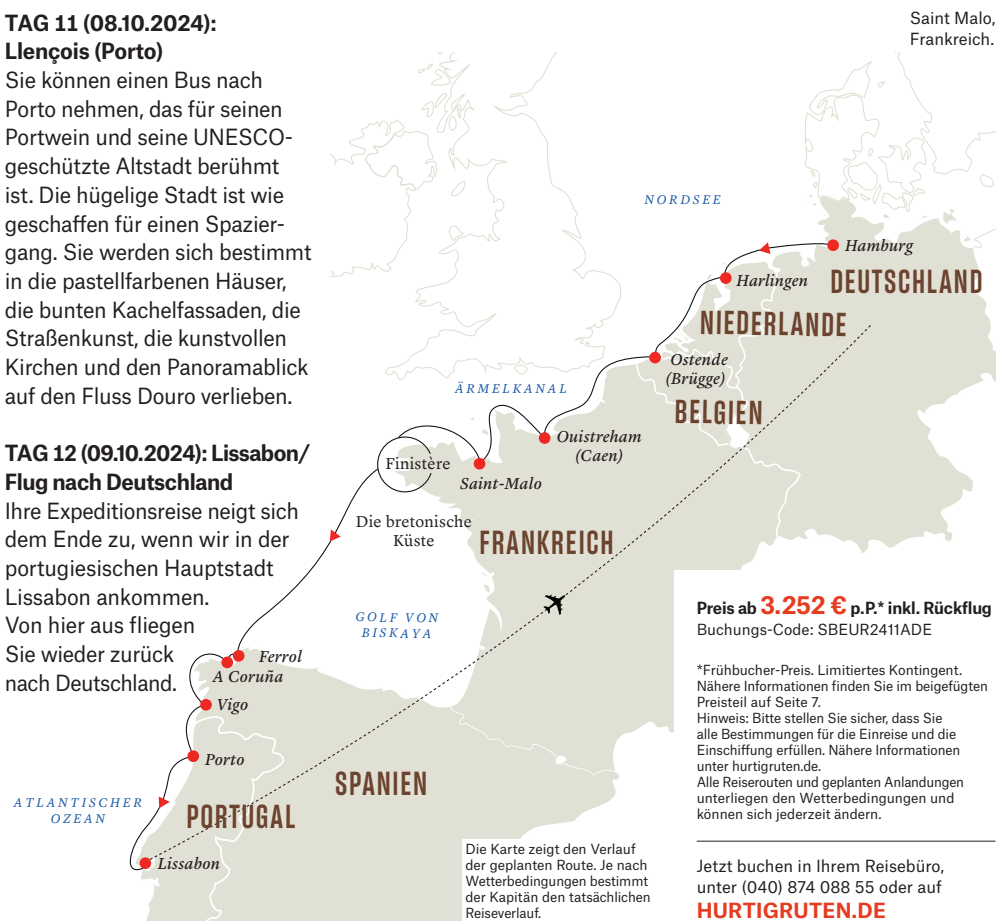 TAG 11 (08.10.2024):
Llençois (Porto)
Sie können einen Bus nach
Porto nehmen, das für seinen
Portwein und seine UNESCO-
geschützte Altstadt berühmt
ist. Die hügelige Stadt ist wie
geschaffen für einen Spazier-
gang. Sie werden sich bestimmt
in die pastellfarbenen Häuser,
die bunten Kachelfassaden, die
Straßenkunst, die kunstvollen
Kirchen und den Panoramablick
auf den Fluss Douro verlieben.
TAG 12 (09.10.2024): Lissabon/
Flug nach Deutschland
Ihre Expeditionsreise neigt sich
dem Ende zu, wenn wir in der
portugiesischen Hauptstadt
Lissabon ankommen.
Von hier aus fliegen
Sie wieder zurück
nach Deutschland.
Saint Malo,
Frankreich.
NORDSEE
Hamburg
DEUTSCHLAND
Harlingen
NIEDERLANDE
Ostende
(Brügge)
ÄRMELKANAL
BELGIEN
Ouistreham
(Caen)
Finistère
Saint-Malo
Die bretonische
Küste
FRANKREICH
GOLF VON
BISKAYA
Ferrol
A Coruña
Vigo
Porto
SPANIEN
ATLANTISCHER
OZEAN
PORTUGAL
Lissabon
Die Karte zeigt den Verlauf
der geplanten Route. Je nach
Wetterbedingungen bestimmt
der Kapitän den tatsächlichen
Reiseverlauf.
Preis ab 3.252 € p.P.* inkl. Rückflug
Buchungs-Code: SBEUR2411ADE
*Frühbucher-Preis. Limitiertes Kontingent.
Nähere Informationen finden Sie im beigefügten
Preisteil auf Seite 7.
Hinweis: Bitte stellen Sie sicher, dass Sie
alle Bestimmungen für die Einreise und die
Einschiffung erfüllen. Nähere Informationen
unter hurtigruten.de.
Alle Reiserouten und geplanten Anlandungen
unterliegen den Wetterbedingungen und
können sich jederzeit ändern.
Jetzt buchen in Ihrem Reisebüro,
unter (040) 874 088 55 oder auf
HURTIGRUTEN.DE